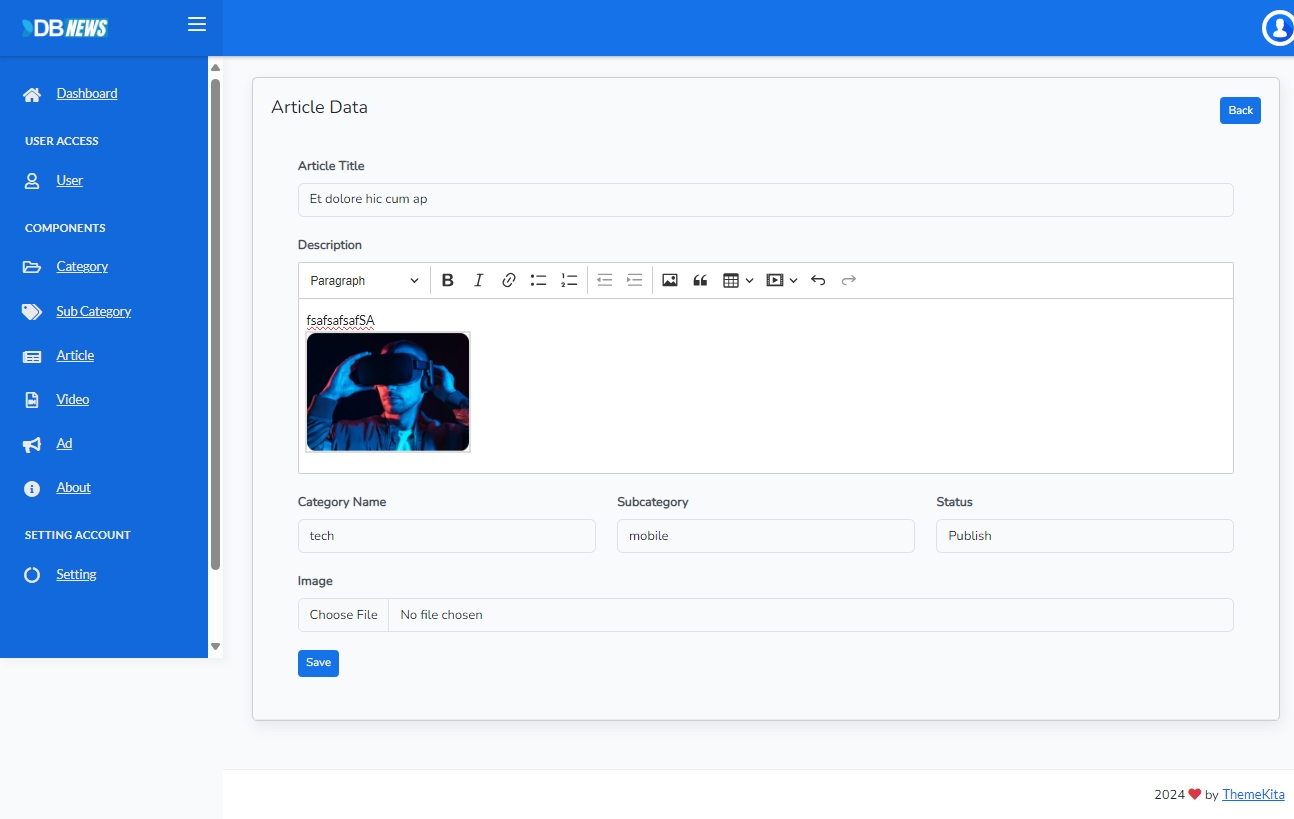 DB NEWS
Dashboard
USER ACCESS
User
COMPONENTS
Category
Sub Category
Article
Video
Ad
About
SETTING ACCOUNT
Setting
Article Data
Back
Article Title
Et dolore hic cum ap
Description
Paragraph
fsafsafsafSA
Category Name Subcategory Status
tech mobile Publish
Image
Choose File No file chosen
Save
2024 by ThemeKita